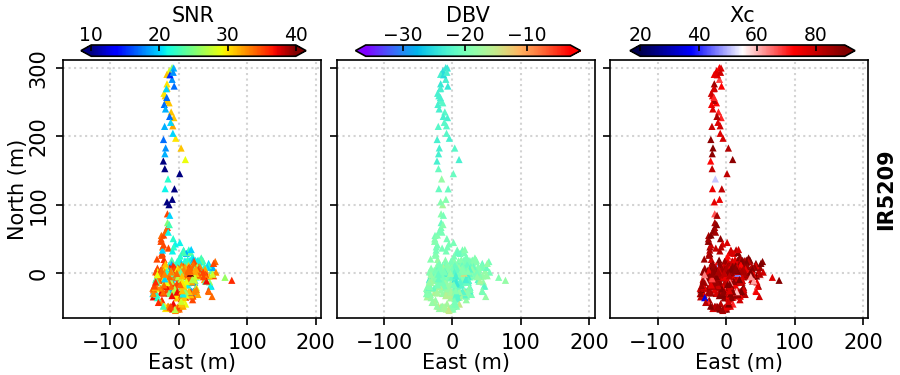 SNR DBV Xc
10 20 30 40 −30 −20 −10 20 40 60 80
300
200
100
0
North (m)
−100 0 100 200 −100 0 100 200 −100 0 100 200
East (m) East (m) East (m)
IR5209